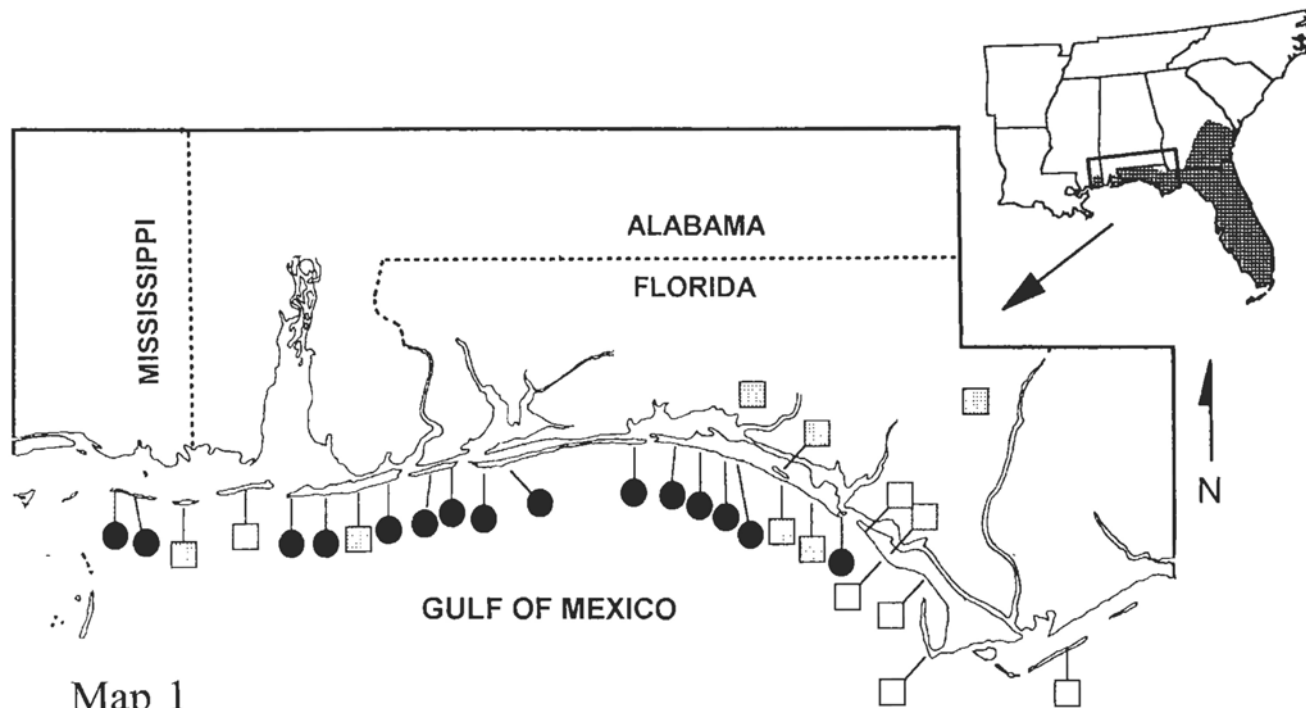 MISSISSIPPI
ALABAMA
FLORIDA
N
GULF OF MEXICO
Map 1